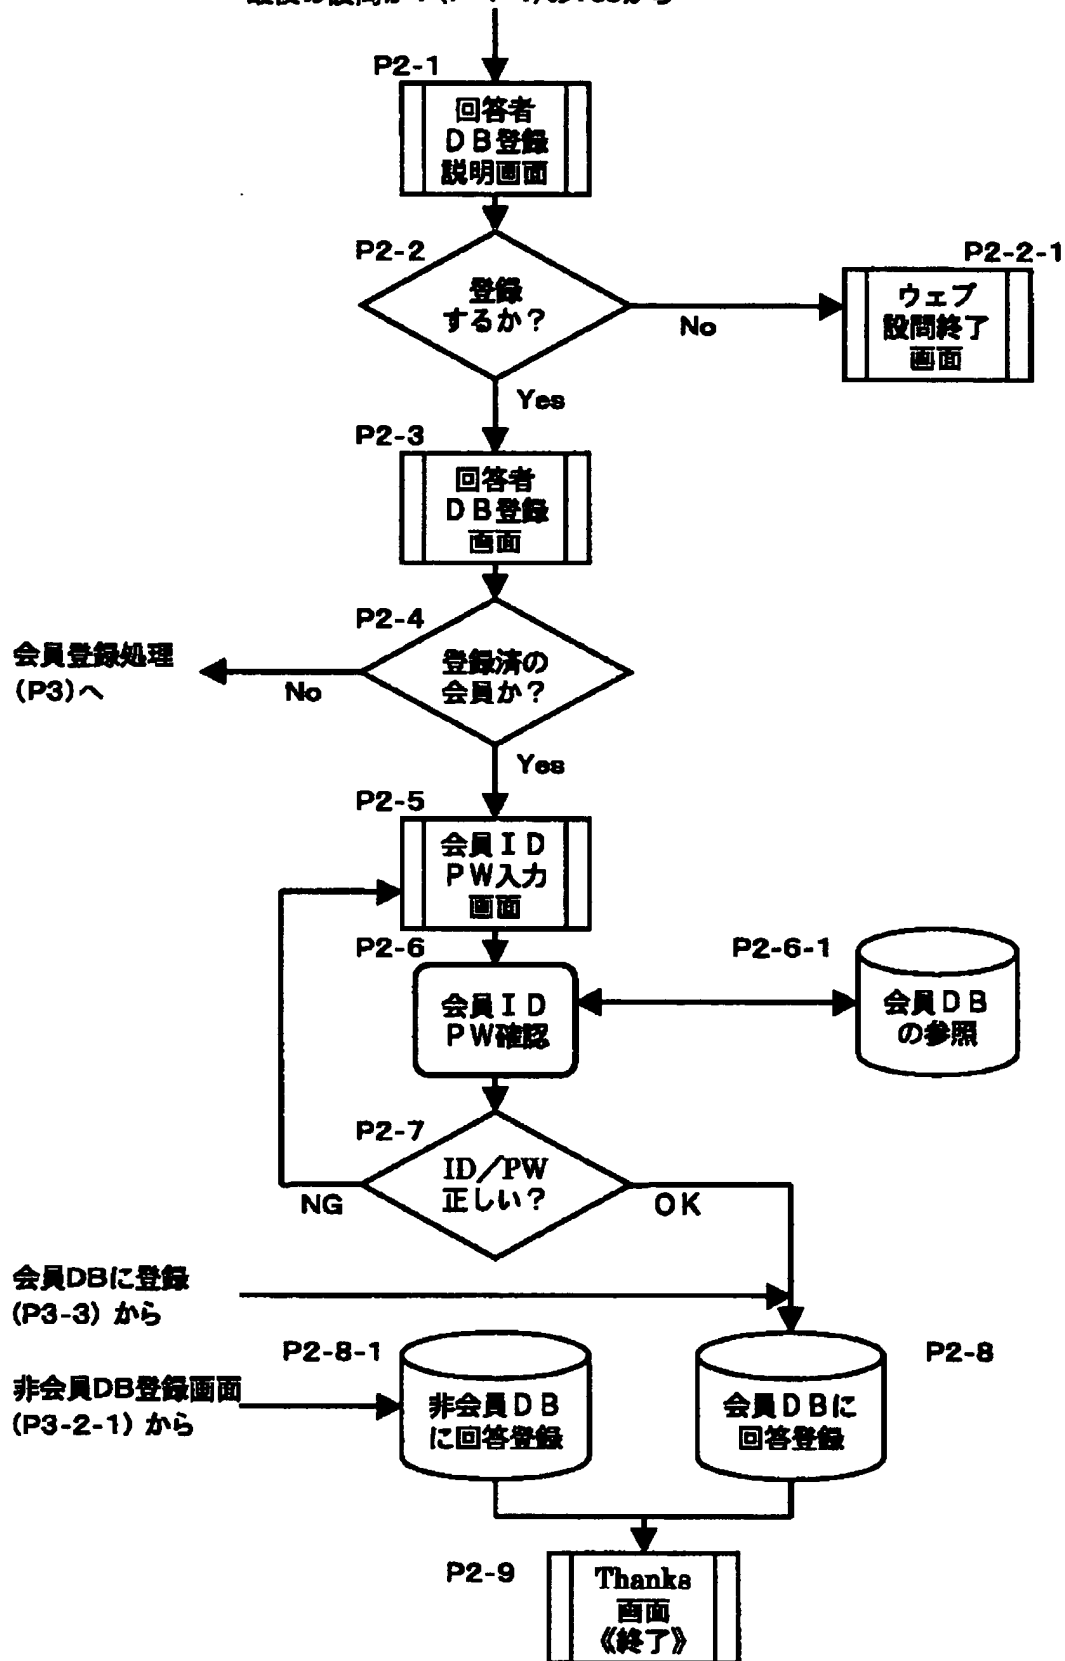 P2-1
回答者
ＤＢ登録
説明画面
P2-2
登録
するか？
No
P2-2-1
ウェブ
設問終了
画面
Yes
P2-3
回答者
ＤＢ登録
画面
P2-4
登録済の
会員か？
会員登録処理
(P3)へ
No
Yes
P2-5
会員ＩＤ
ＰＷ入力
画面
P2-6
会員ＩＤ
ＰＷ確認
P2-6-1
会員ＤＢ
の参照
P2-7
ID／PW
正しい？
NG
ＯＫ
会員DBに登録
(P3-3) から
P2-8-1
P2-8
非会員DB登録画面
(P3-2-1) から
非会員ＤＢ
に回答登録
会員ＤＢに
回答登録
P2-9
Thanks
画面
《終了》